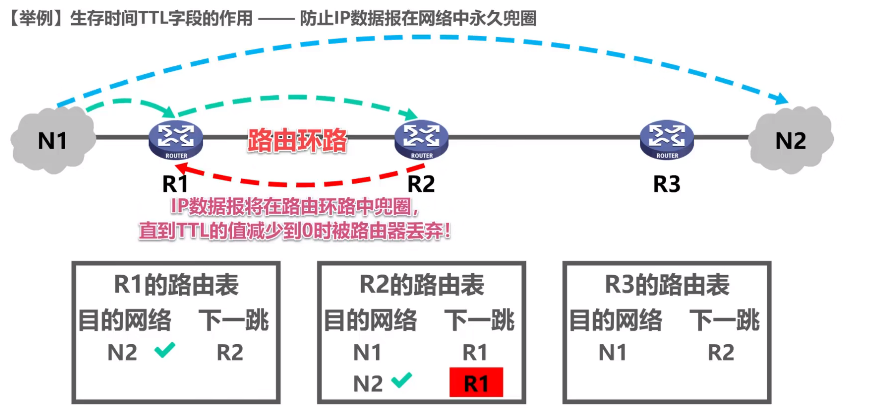 【举例】生存时间TTL字段的作用 —— 防止IP数据报在网络中永久兜圈
N1
ROUTER
R1
路由环路
ROUTER
R2
ROUTER
R3
N2
IP数据报将在路由环路中兜圈，
直到TTL的值减少到0时被路由器丢弃！
R1的路由表
目的网络 下一跳
N2 R2
R2的路由表
目的网络 下一跳
N1 R1
N2 R1
R3的路由表
目的网络 下一跳
N1 R2